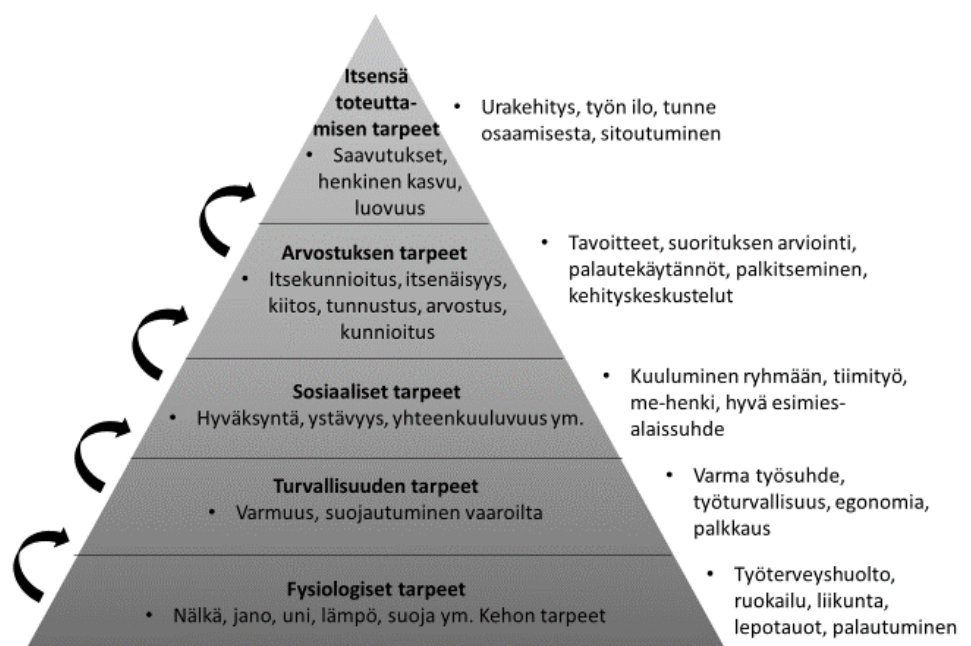 Itsensä
toteutta-
misen tarpeet
• Saavutukset,
henkinen kasvu,
luovuus
• Urakehitys, työn ilo, tunne
osaamisesta, sitoutuminen
Arvostuksen tarpeet
• Itsekunnioitus, itsenäisyys,
kiitos, tunnustus, arvostus,
kunnioitus
• Tavoitteet, suorituksen arviointi,
palautekäytännöt, palkitseminen,
kehityskeskustelut
Sosiaaliset tarpeet
• Hyväksyntä, ystävyys, yhteenkuuluvuus ym.
• Kuuluminen ryhmään, tiimityö,
me-henki, hyvä esimies-
alaissuhde
Turvallisuuden tarpeet
• Varmuus, suojautuminen vaaroilta
• Varma työsuhde,
työturvallisuus, egonomia,
palkkaus
Fysiologiset tarpeet
• Nälkä, jano, uni, lämpö, suoja ym. Kehon tarpeet
• Työterveyshuolto,
ruokailu, liikunta,
lepotauot, palautuminen